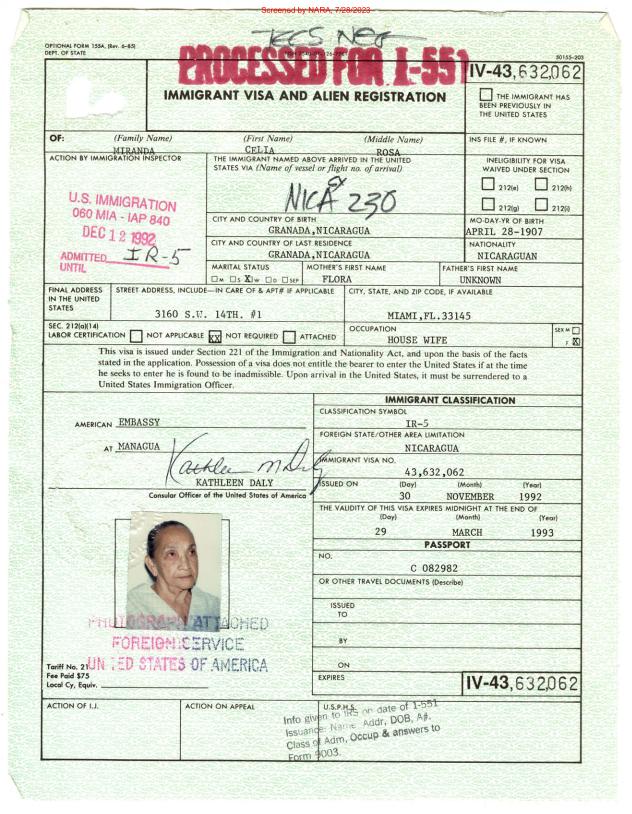 Screened by NARA, 7/28/2023
TECS NEG
OPTIONAL FORM 155A, (Rev. 6-85)
DEPT. OF STATE
50155-203
PROCESSED FOR I-551
IV-43,632,062
IMMIGRANT VISA AND ALIEN REGISTRATION
THE IMMIGRANT HAS
BEEN PREVIOUSLY IN
THE UNITED STATES
OF: (Family Name) (First Name) (Middle Name)
MIRANDA CELIA ROSA
INS FILE #, IF KNOWN
ACTION BY IMMIGRATION INSPECTOR
U.S. IMMIGRATION
060 MIA - IAP 840
DEC 12 1992
ADMITTED IR-5
UNTIL
THE IMMIGRANT NAMED ABOVE ARRIVED IN THE UNITED
STATES VIA (Name of vessel or flight no. of arrival)
NICA 230
INELIGIBILITY FOR VISA
WAIVED UNDER SECTION
212(e) 212(h)
212(g) 212(i)
CITY AND COUNTRY OF BIRTH
GRANADA,NICARAGUA
MO-DAY-YR OF BIRTH
APRIL 28-1907
CITY AND COUNTRY OF LAST RESIDENCE
GRANADA,NICARAGUA
NATIONALITY
NICARAGUAN
MARITAL STATUS
M S X W D SEP
MOTHER'S FIRST NAME
FLORA
FATHER'S FIRST NAME
UNKNOWN
FINAL ADDRESS
IN THE UNITED
STATES
STREET ADDRESS, INCLUDE—IN CARE OF & APT# IF APPLICABLE
3160 S.W. 14TH. #1
CITY, STATE, AND ZIP CODE, IF AVAILABLE
MIAMI,FL.33145
SEC. 212(a)(14)
LABOR CERTIFICATION NOT APPLICABLE XX NOT REQUIRED ATTACHED
OCCUPATION
HOUSE WIFE
SEX M
F X
This visa is issued under Section 221 of the Immigration and Nationality Act, and upon the basis of the facts
stated in the application. Possession of a visa does not entitle the bearer to enter the United States if at the time
he seeks to enter he is found to be inadmissible. Upon arrival in the United States, it must be surrendered to a
United States Immigration Officer.
AMERICAN EMBASSY
AT MANAGUA
Kathleen M Daly
KATHLEEN DALY
Consular Officer of the United States of America
IMMIGRANT CLASSIFICATION
CLASSIFICATION SYMBOL
IR-5
FOREIGN STATE/OTHER AREA LIMITATION
NICARAGUA
IMMIGRANT VISA NO.
43,632,062
ISSUED ON (Day) (Month) (Year)
30 NOVEMBER 1992
THE VALIDITY OF THIS VISA EXPIRES MIDNIGHT AT THE END OF
(Day) (Month) (Year)
29 MARCH 1993
PASSPORT
NO.
C 082982
OR OTHER TRAVEL DOCUMENTS (Describe)
ISSUED
TO
BY
ON
EXPIRES
PHOTOGRAPH ATTACHED
FOREIGN SERVICE
UNITED STATES OF AMERICA
Tariff No. 21
Fee Paid $75
Local Cy, Equiv.
IV-43,632,062
ACTION OF I.J.
ACTION ON APPEAL
U.S.P.H.S.
Info given to IRS on date of I-551
Issuance: Name, Addr, DOB, A#,
Class of Adm, Occup & answers to
Form 9003.